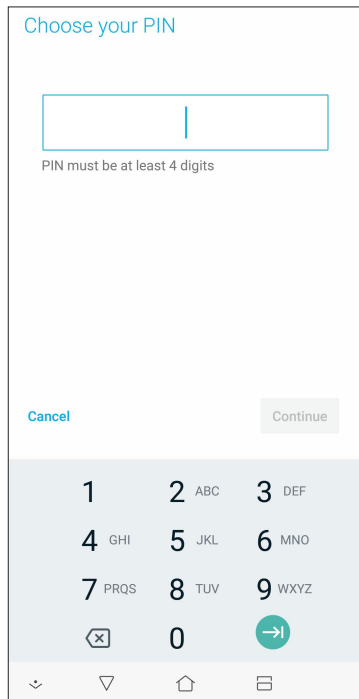 Choose your PIN
PIN must be at least 4 digits
Cancel Continue
1 2 ABC 3 DEF
4 GHI 5 JKL 6 MNO
7 PRQS 8 TUV 9 WXYZ
0